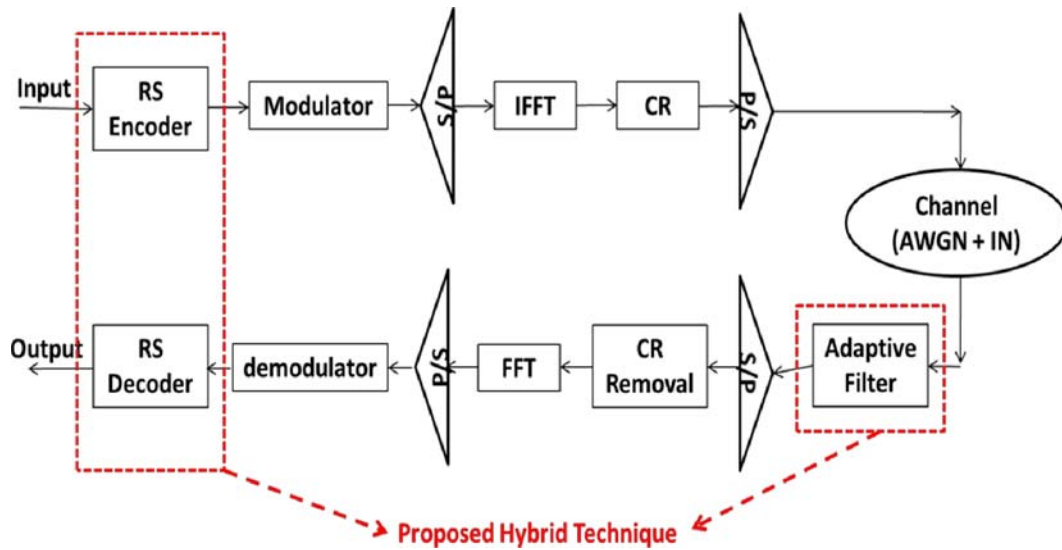 Input
RS
Encoder
Modulator
S/P
IFFT
CR
P/S
Channel
(AWGN + IN)
Output
RS
Decoder
demodulator
P/S
FFT
CR
Removal
S/P
Adaptive
Filter
Proposed Hybrid Technique